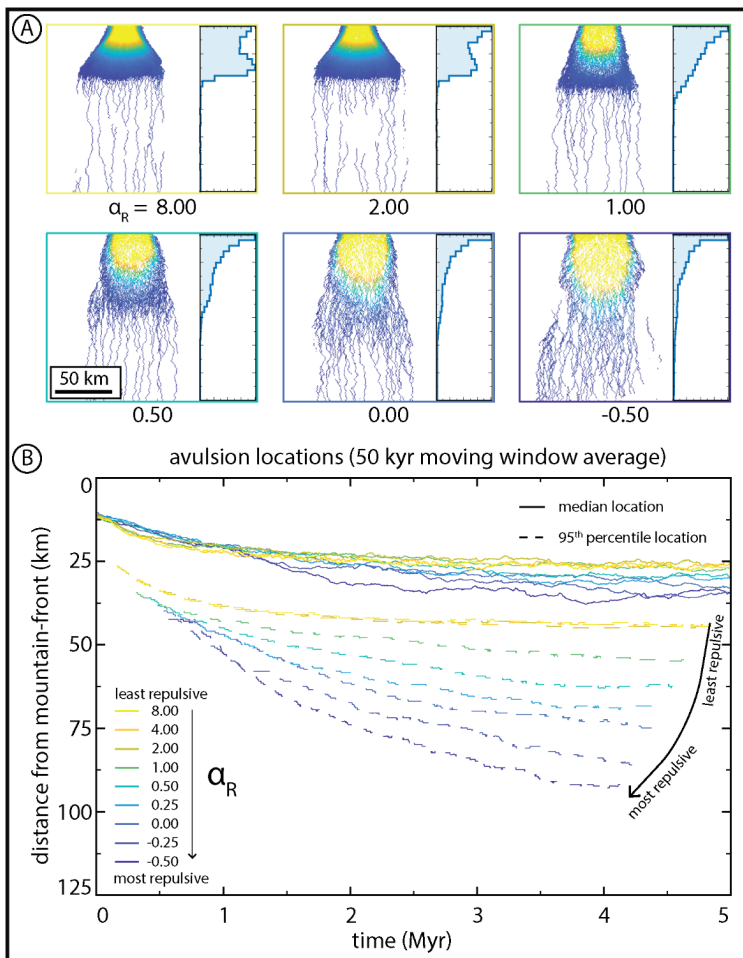 A
α_R = 8.00
2.00
1.00
50 km
0.50
0.00
-0.50
B
avulsion locations (50 kyr moving window average)
0
25
50
75
100
125
distance from mountain-front (km)
median location
95th percentile location
least repulsive
8.00
4.00
2.00
1.00
0.50
0.25
0.00
-0.25
-0.50
most repulsive
α_R
least repulsive
most repulsive
0 1 2 3 4 5
time (Myr)